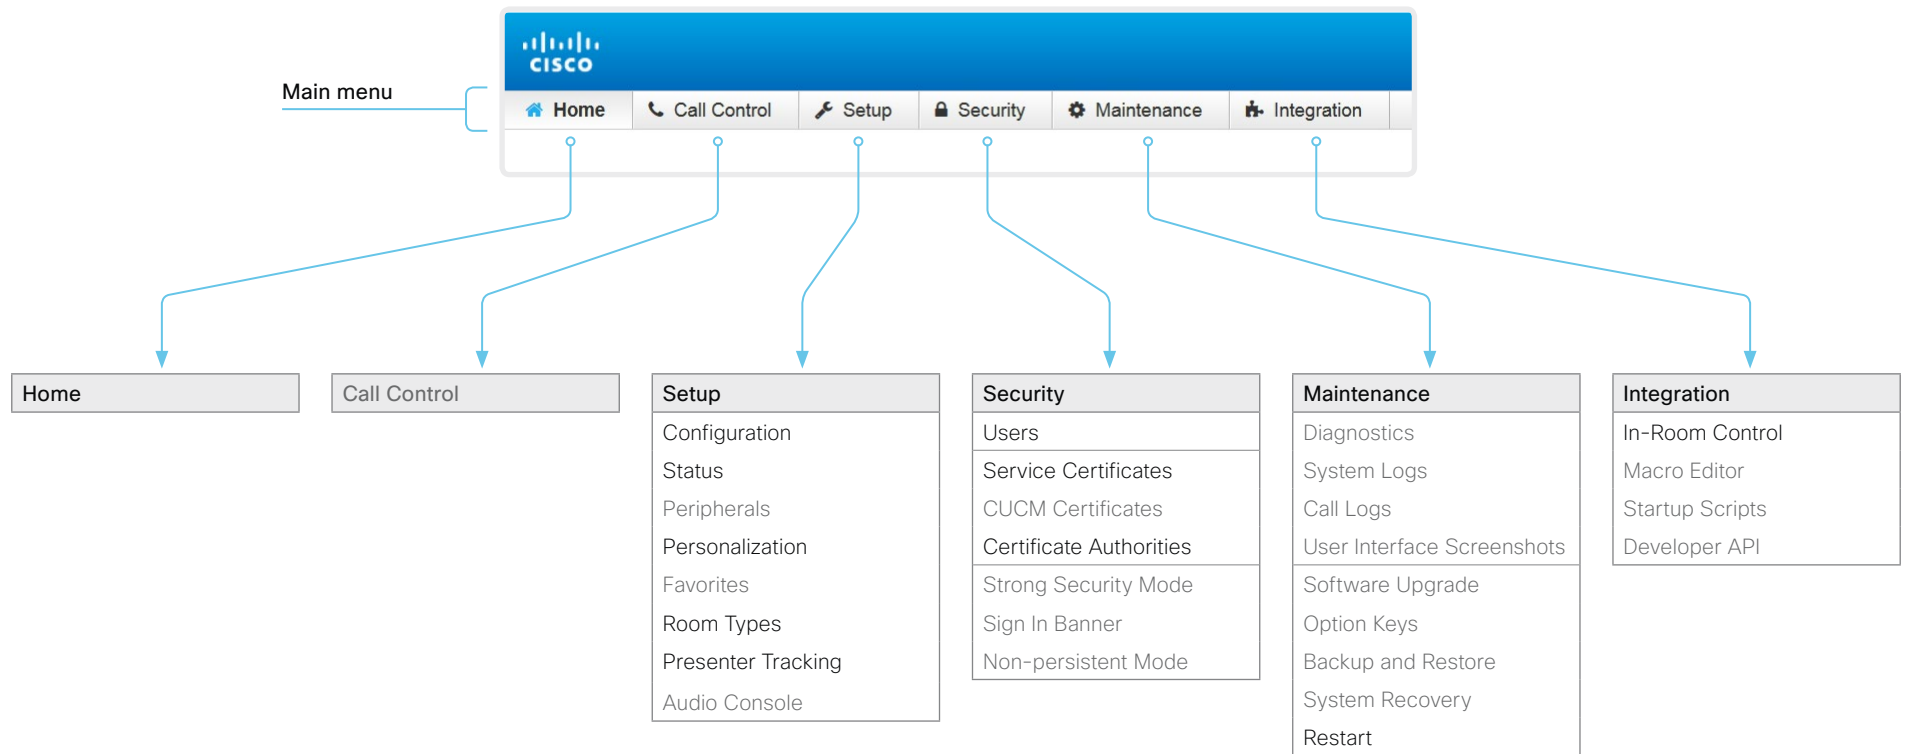 CISCO
Main menu
Home Call Control Setup Security Maintenance Integration
Home
Call Control
Setup
Configuration
Status
Peripherals
Personalization
Favorites
Room Types
Presenter Tracking
Audio Console
Security
Users
Service Certificates
CUCM Certificates
Certificate Authorities
Strong Security Mode
Sign In Banner
Non-persistent Mode
Maintenance
Diagnostics
System Logs
Call Logs
User Interface Screenshots
Software Upgrade
Option Keys
Backup and Restore
System Recovery
Restart
Integration
In-Room Control
Macro Editor
Startup Scripts
Developer API